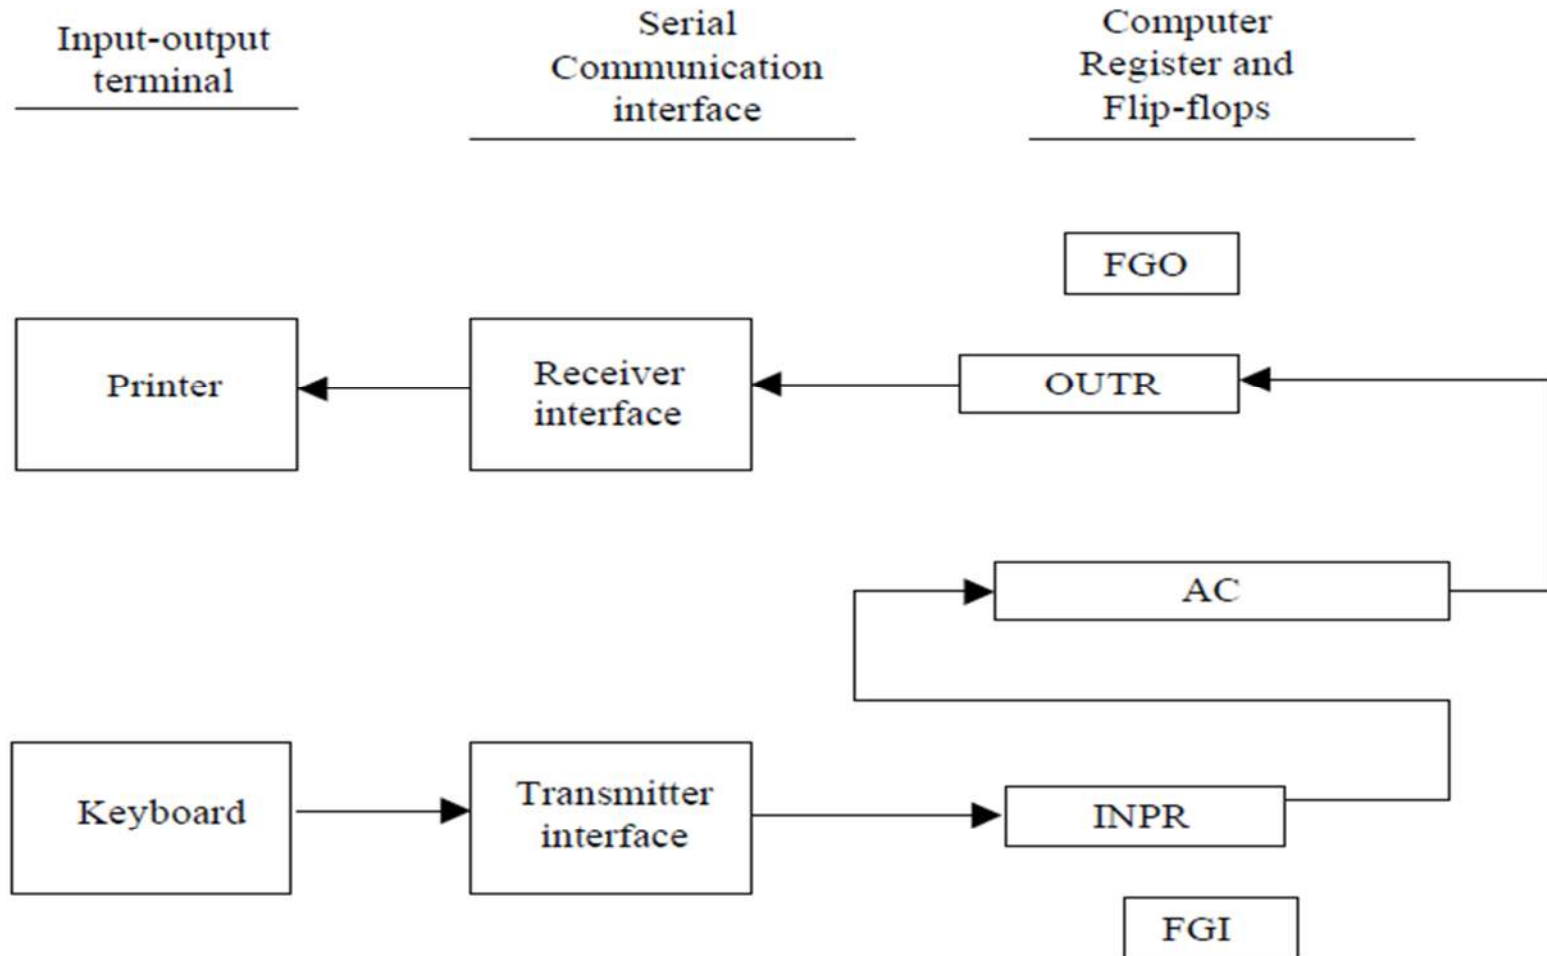 Input-output
terminal
Serial
Communication
interface
Computer
Register and
Flip-flops
FGO
Printer
Receiver
interface
OUTR
AC
Keyboard
Transmitter
interface
INPR
FGI